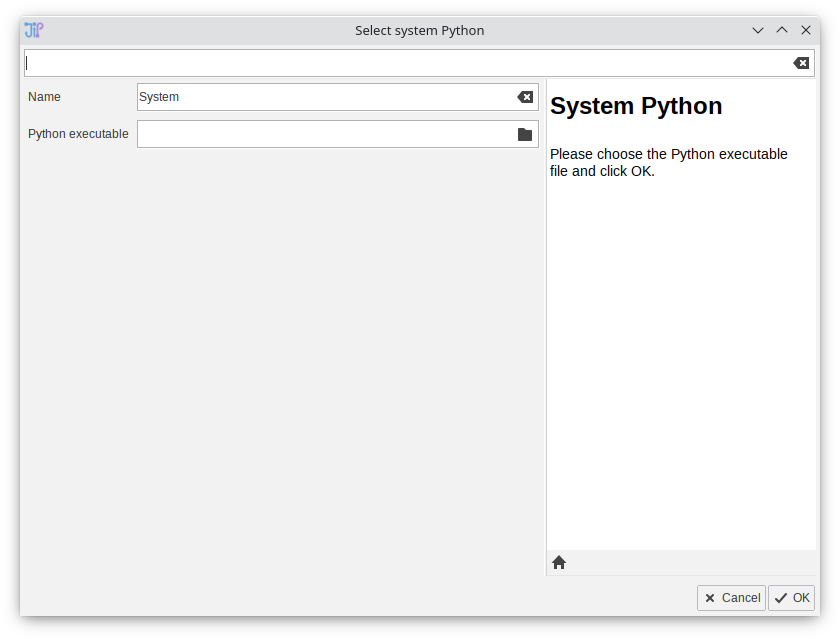 JIP
Select system Python
Name
System
Python executable
System Python
Please choose the Python executable
file and click OK.
Cancel
OK